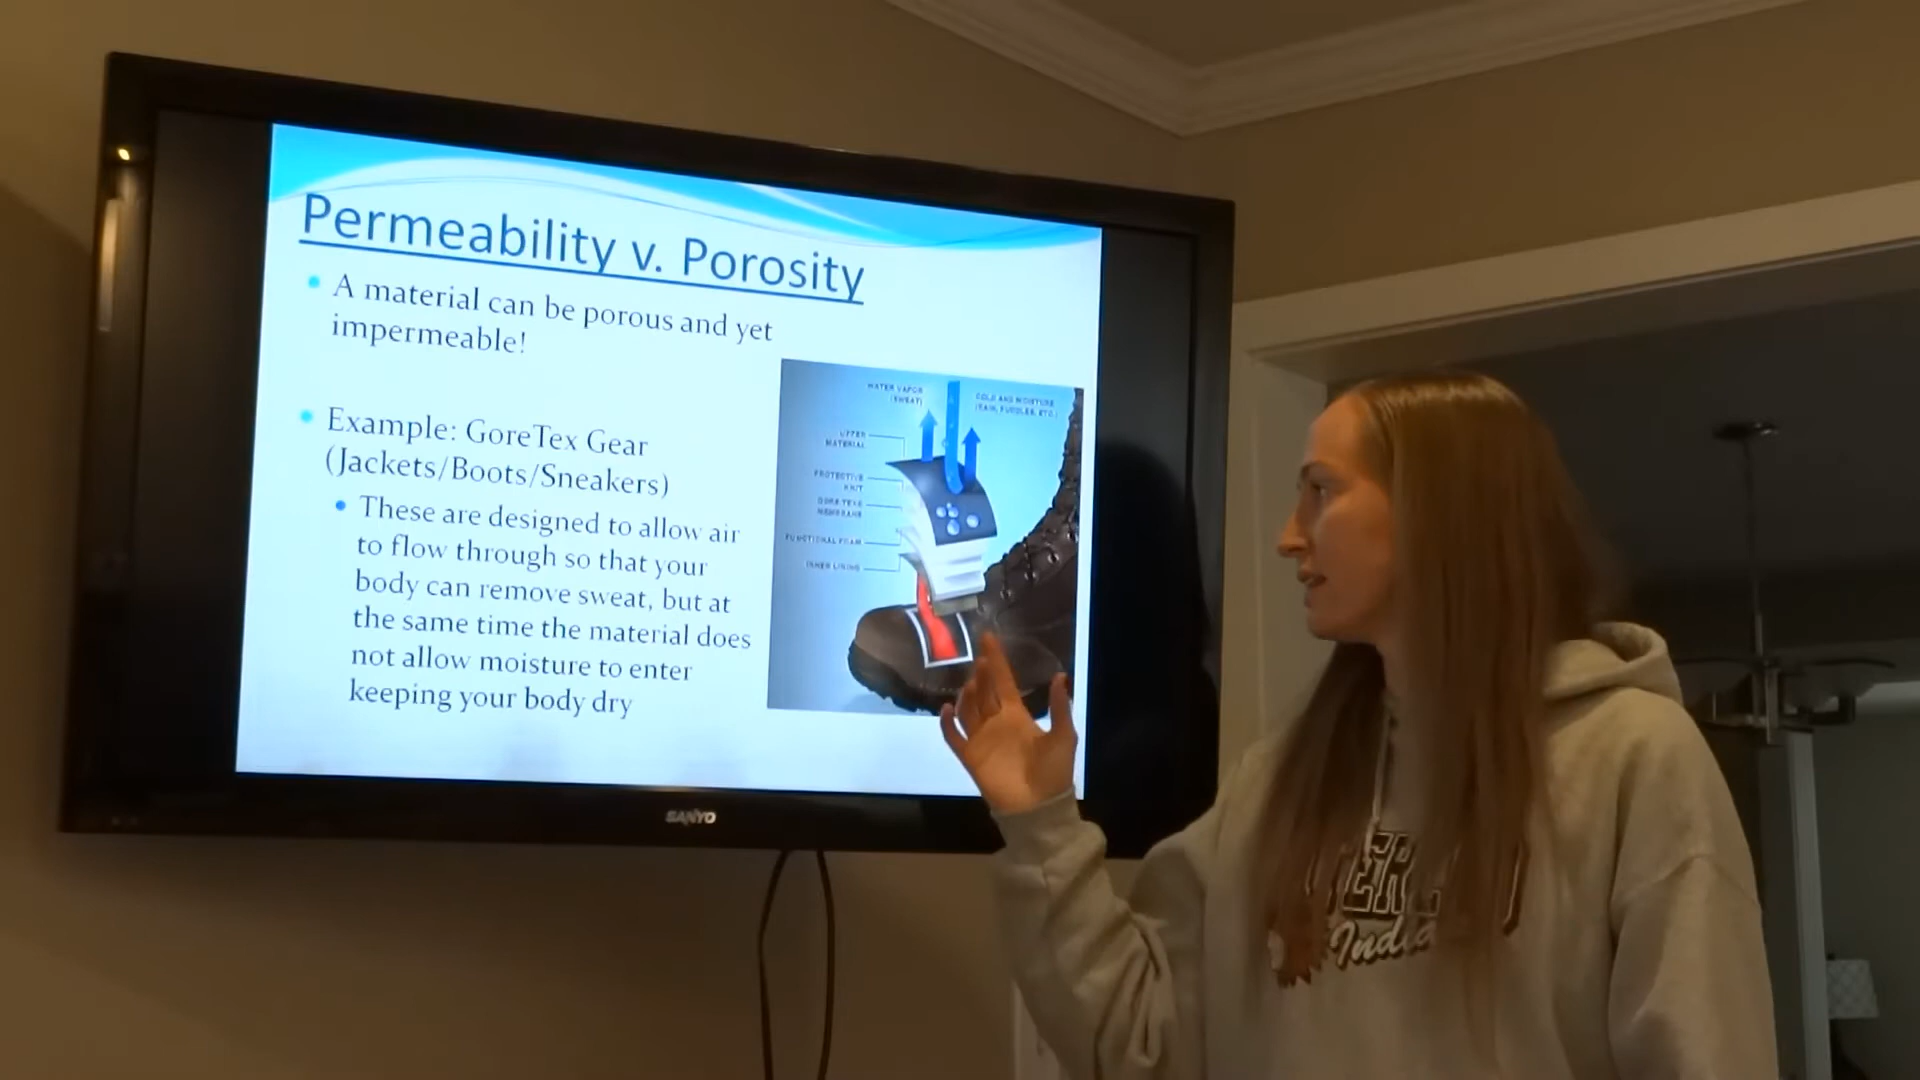 Permeability v. Porosity
A material can be porous and yet
impermeable!
Example: GoreTex Gear
(Jackets/Boots/Sneakers)
These are designed to allow air
to flow through so that your
body can remove sweat, but at
the same time the material does
not allow moisture to enter
keeping your body dry
WATER VAPOR
(SWEAT)
COLD AND MOISTURE
(RAIN, PUDDLES, ETC.)
UPPER
MATERIAL
PROTECTIVE
KNIT
GORE-TEX®
MEMBRANE
FUNCTIONAL FOAM
INNER LINING
SANYO